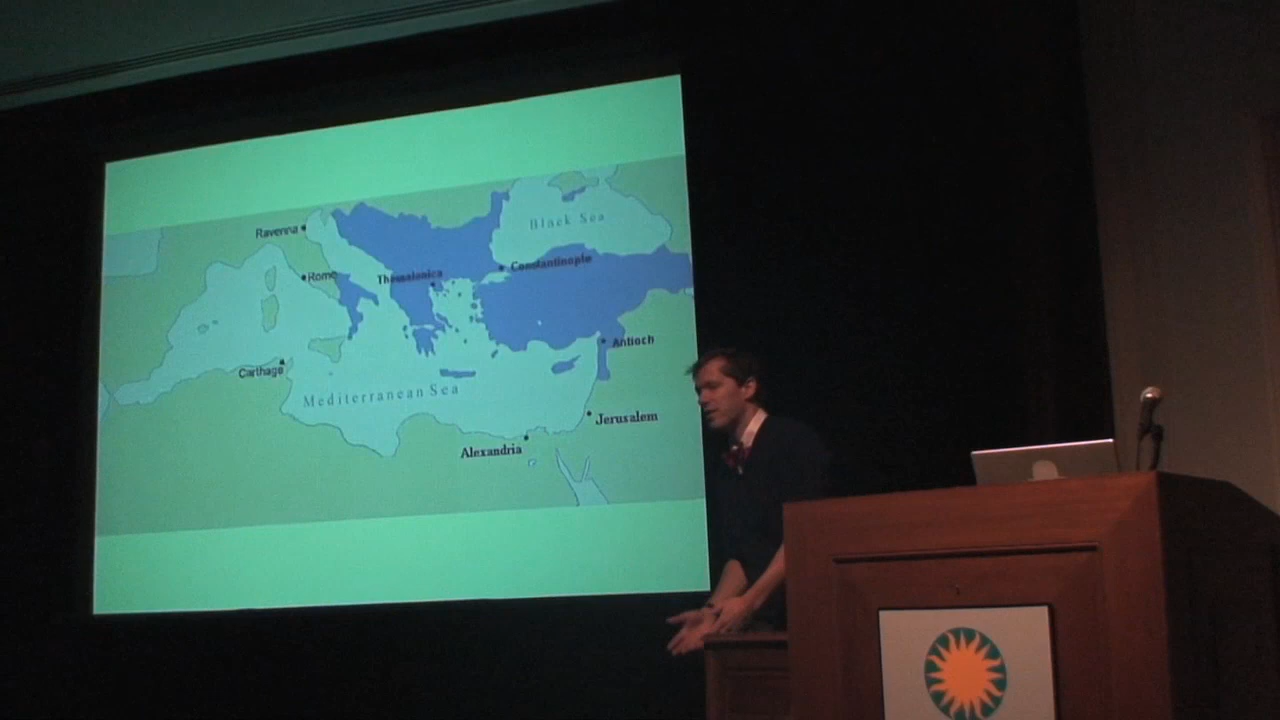 Black Sea
Ravenna
Rome
Thessalonica
Constantinople
Antioch
Carthage
Mediterranean Sea
Jerusalem
Alexandria